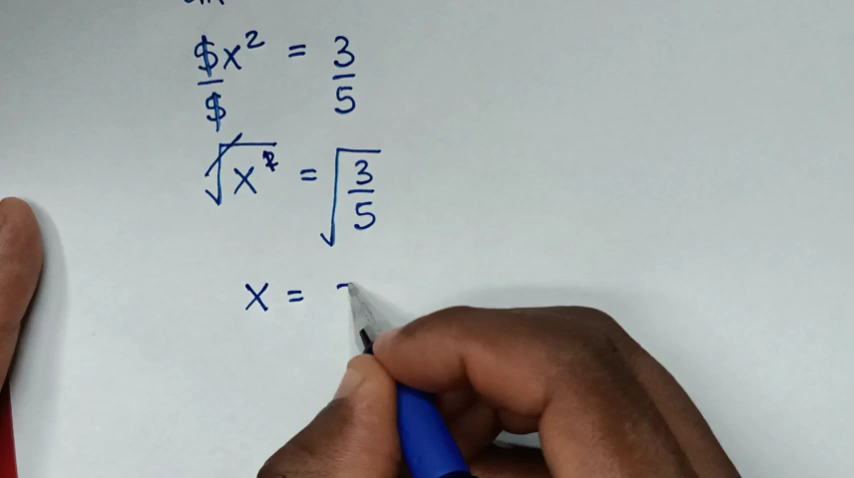 5x² = 3
5 5
√x² = √3/5
x =